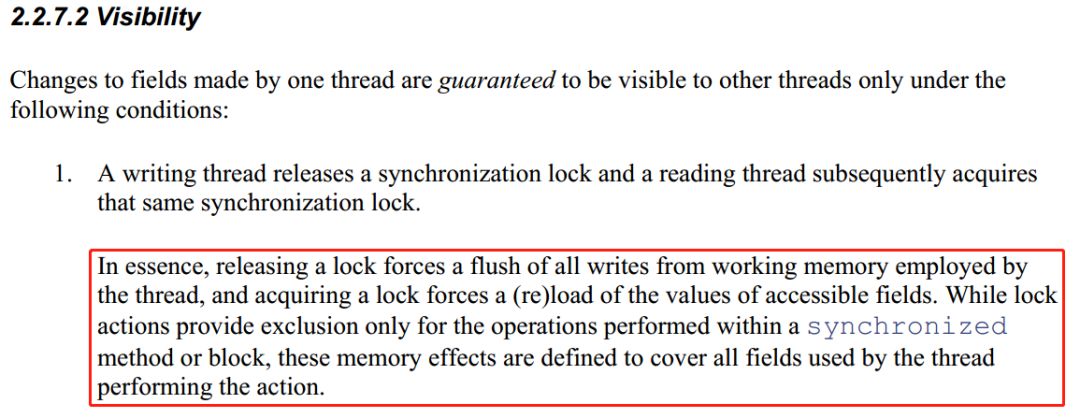 2.2.7.2 Visibility
Changes to fields made by one thread are guaranteed to be visible to other threads only under the
following conditions:
1. A writing thread releases a synchronization lock and a reading thread subsequently acquires
that same synchronization lock.
In essence, releasing a lock forces a flush of all writes from working memory employed by
the thread, and acquiring a lock forces a (re)load of the values of accessible fields. While lock
actions provide exclusion only for the operations performed within a synchronized
method or block, these memory effects are defined to cover all fields used by the thread
performing the action.